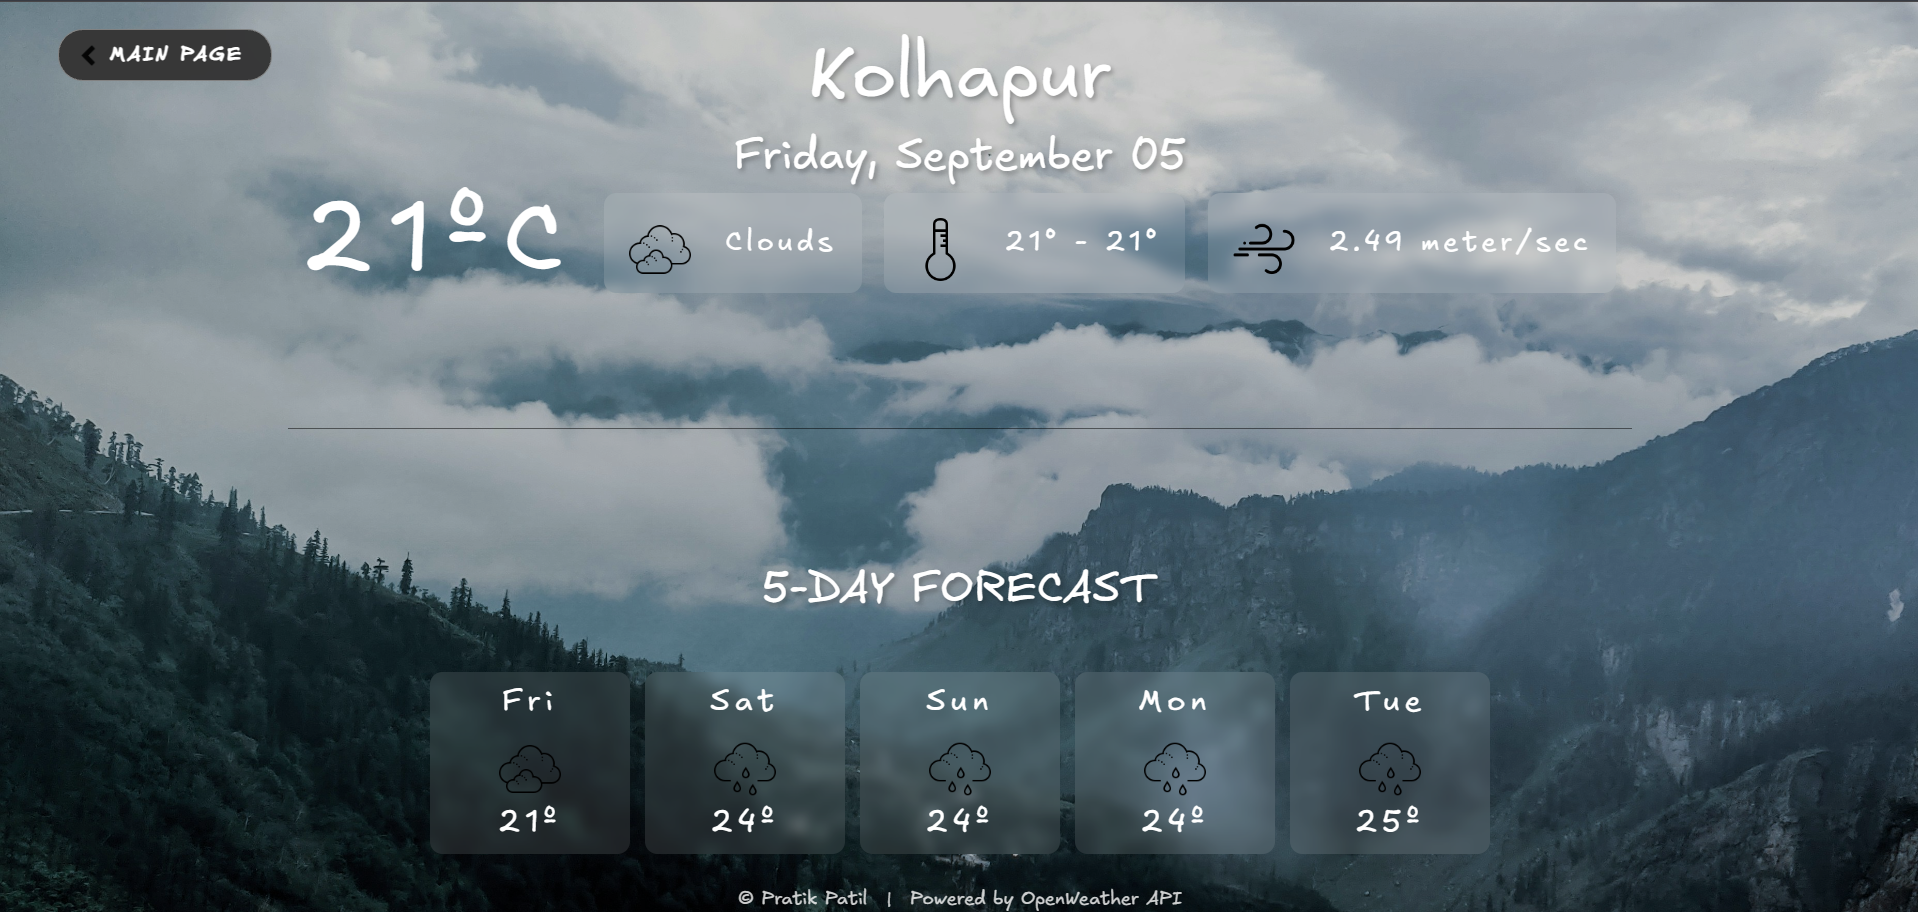 MAIN PAGE
Kolhapur
Friday, September 05
21º C
Clouds
21° - 21°
2.49 meter/sec
5-DAY FORECAST
Fri
21º
Sat
24º
Sun
24º
Mon
24º
Tue
25º
© Pratik Patil | Powered by OpenWeather API